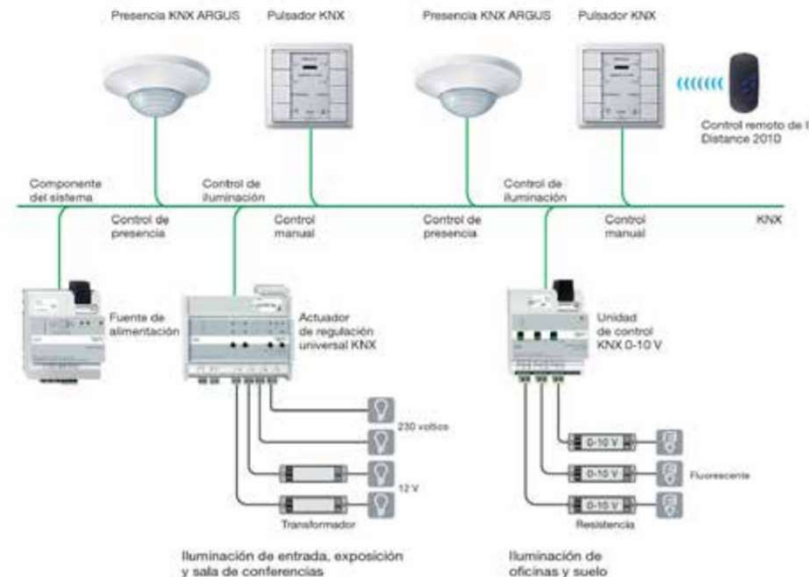 Presencia KNX ARGUS
Pulsador KNX
Presencia KNX ARGUS
Pulsador KNX
Control remoto de I
Distance 2010
Componente
del sistema
Control de
iluminación
Control de
iluminación
Control de
presencia
Control
manual
Control de
presencia
Control
manual
KNX
Fuente de
alimentación
Actuador
de regulación
universal KNX
Unidad
de control
KNX 0-10 V
230 voltios
12 V
Transformador
0-10 V
0-10 V
0-10 V
Fluorescente
Resistencia
Iluminación de entrada, exposición
y sala de conferencias
Iluminación de
oficinas y suelo